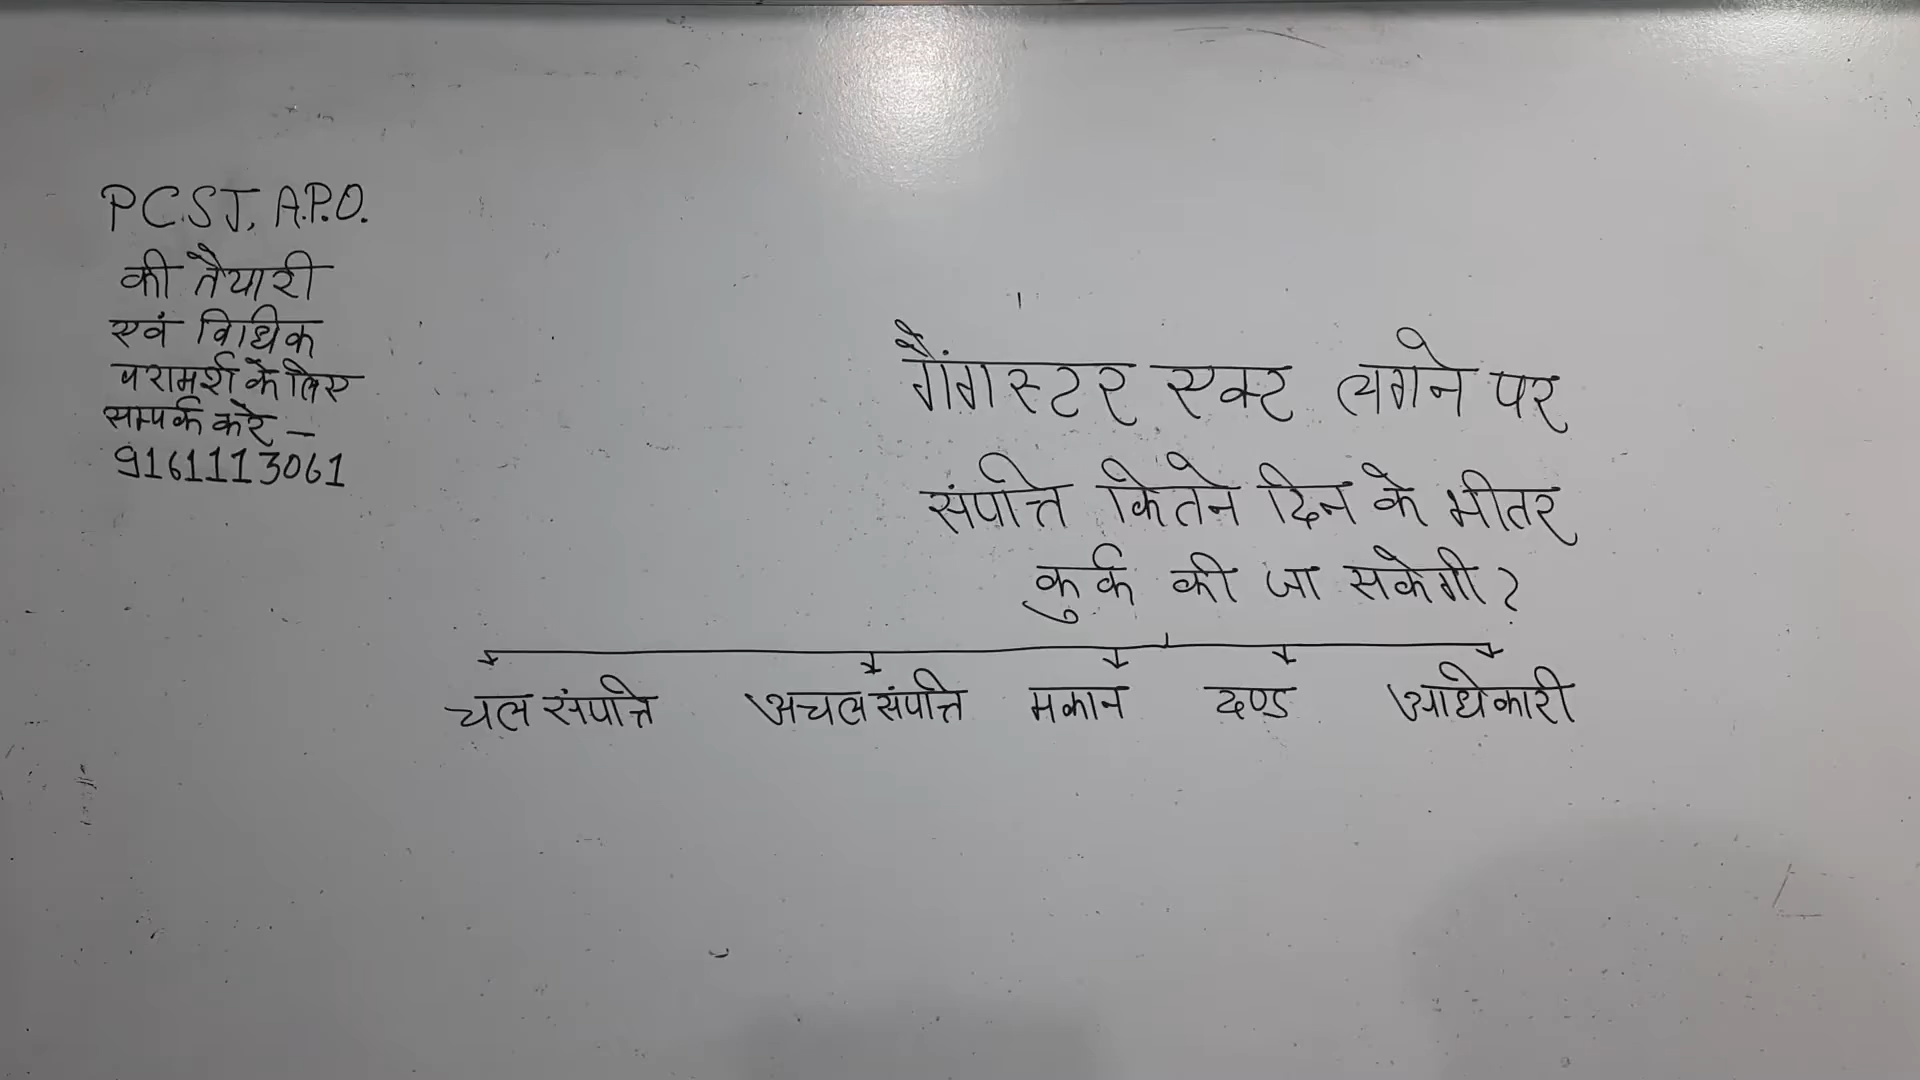 P.C.S.J, A.P.O.
की तैयारी
एवं विधिक
परामर्श के लिए
सम्पर्क करे –
9161113061
गैंगस्टर एक्ट लगने पर
संपत्ति कितने दिन के भीतर
कुर्क की जा सकेगी?
चल संपत्ति अचल संपत्ति मकान दण्ड अधिकारी